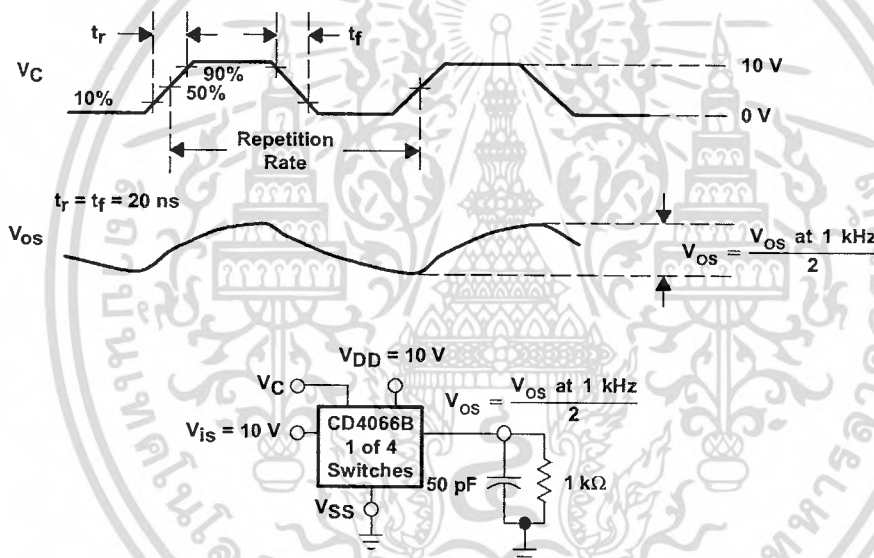 tr
tf
VC
90%
50%
10%
10 V
0 V
Repetition
Rate
tr = tf = 20 ns
Vos
VOS = VOS at 1 kHz / 2
VDD = 10 V
VC
VOS = VOS at 1 kHz / 2
Vis = 10 V
CD4066B
1 of 4
Switches
50 pF
1 kΩ
VSS